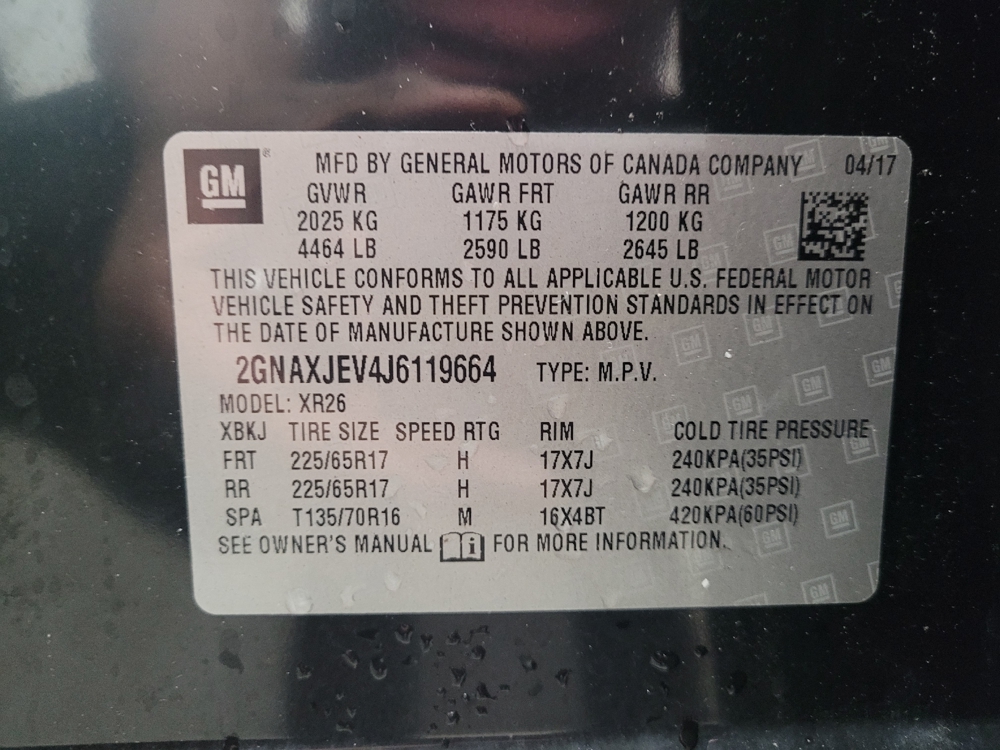 GM® MFD BY GENERAL MOTORS OF CANADA COMPANY 04/17
GVWR GAWR FRT GAWR RR
2025 KG 1175 KG 1200 KG
4464 LB 2590 LB 2645 LB
THIS VEHICLE CONFORMS TO ALL APPLICABLE U.S. FEDERAL MOTOR
VEHICLE SAFETY AND THEFT PREVENTION STANDARDS IN EFFECT ON
THE DATE OF MANUFACTURE SHOWN ABOVE.
2GNAXJEV4J6119664 TYPE: M.P.V.
MODEL: XR26
XBKJ TIRE SIZE SPEED RTG RIM COLD TIRE PRESSURE
FRT 225/65R17 H 17X7J 240KPA(35PSI)
RR 225/65R17 H 17X7J 240KPA(35PSI)
SPA T135/70R16 M 16X4BT 420KPA(60PSI)
SEE OWNER'S MANUAL i FOR MORE INFORMATION.